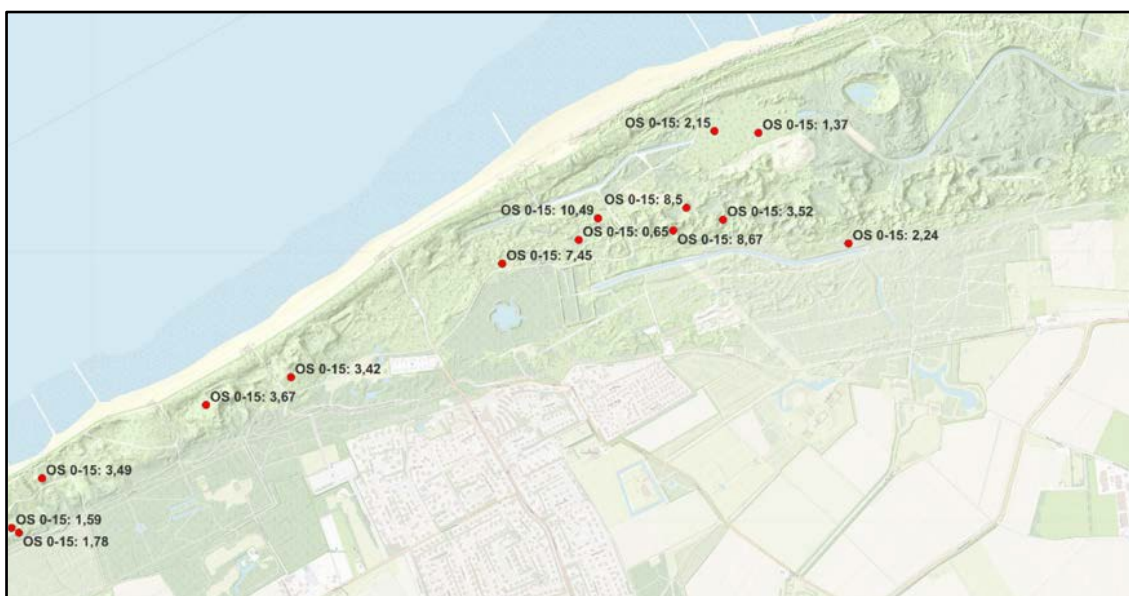 OS 0-15: 2,15
OS 0-15: 1,37
OS 0-15: 8,5
OS 0-15: 10,49
OS 0-15: 3,52
OS 0-15: 0,65
OS 0-15: 8,67
OS 0-15: 2,24
OS 0-15: 7,45
OS 0-15: 3,42
OS 0-15: 3,67
OS 0-15: 3,49
OS 0-15: 1,59
OS 0-15: 1,78